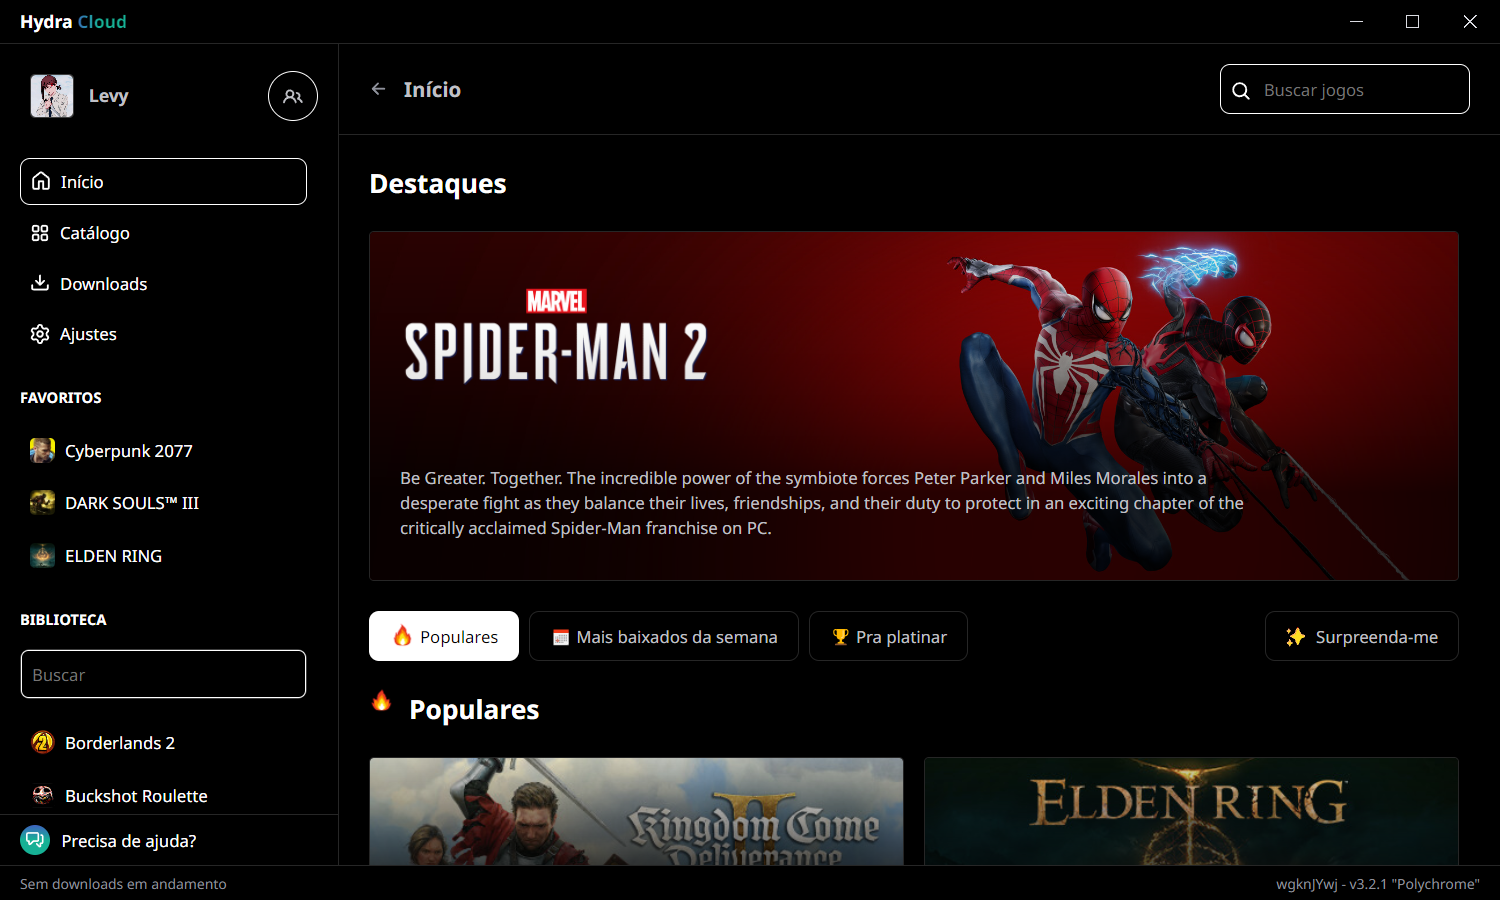 Hydra Cloud
Levy
Início
Buscar jogos
Início
Catálogo
Downloads
Ajustes
FAVORITOS
Cyberpunk 2077
DARK SOULS™ III
ELDEN RING
BIBLIOTECA
Buscar
Borderlands 2
Buckshot Roulette
Precisa de ajuda?
Destaques
MARVEL
SPIDER-MAN 2
Be Greater. Together. The incredible power of the symbiote forces Peter Parker and Miles Morales into a
desperate fight as they balance their lives, friendships, and their duty to protect in an exciting chapter of the
critically acclaimed Spider-Man franchise on PC.
Populares
Mais baixados da semana
Pra platinar
Surpreenda-me
Populares
Kingdom Come
Deliverance
II
ELDEN RING
Sem downloads em andamento
wgknJYwj - v3.2.1 "Polychrome"